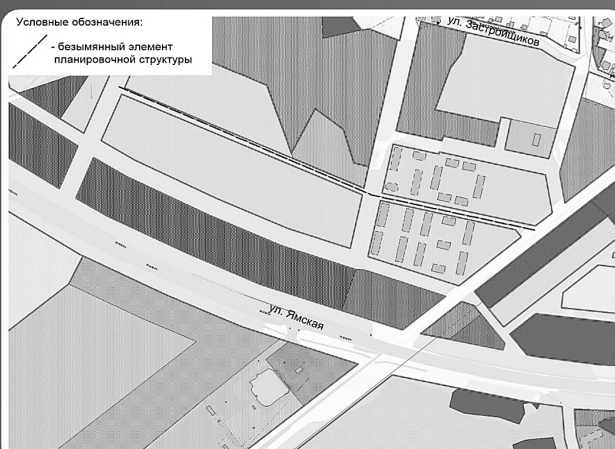 Условные обозначения:
- безымянный элемент
планировочной структуры
ул. Застройщиков
ул. Ямская